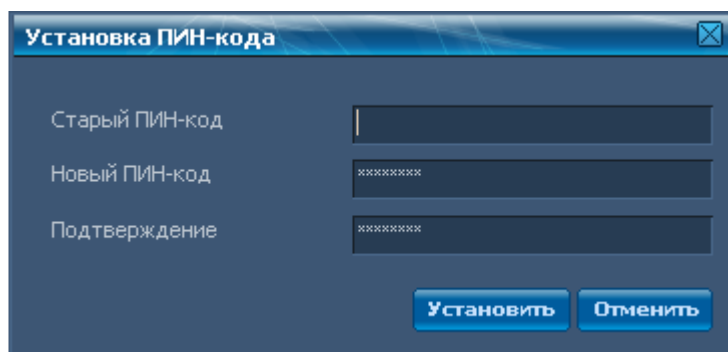 Установка ПИН-кода
Старый ПИН-код
Новый ПИН-код ********
Подтверждение ********
Установить Отменить